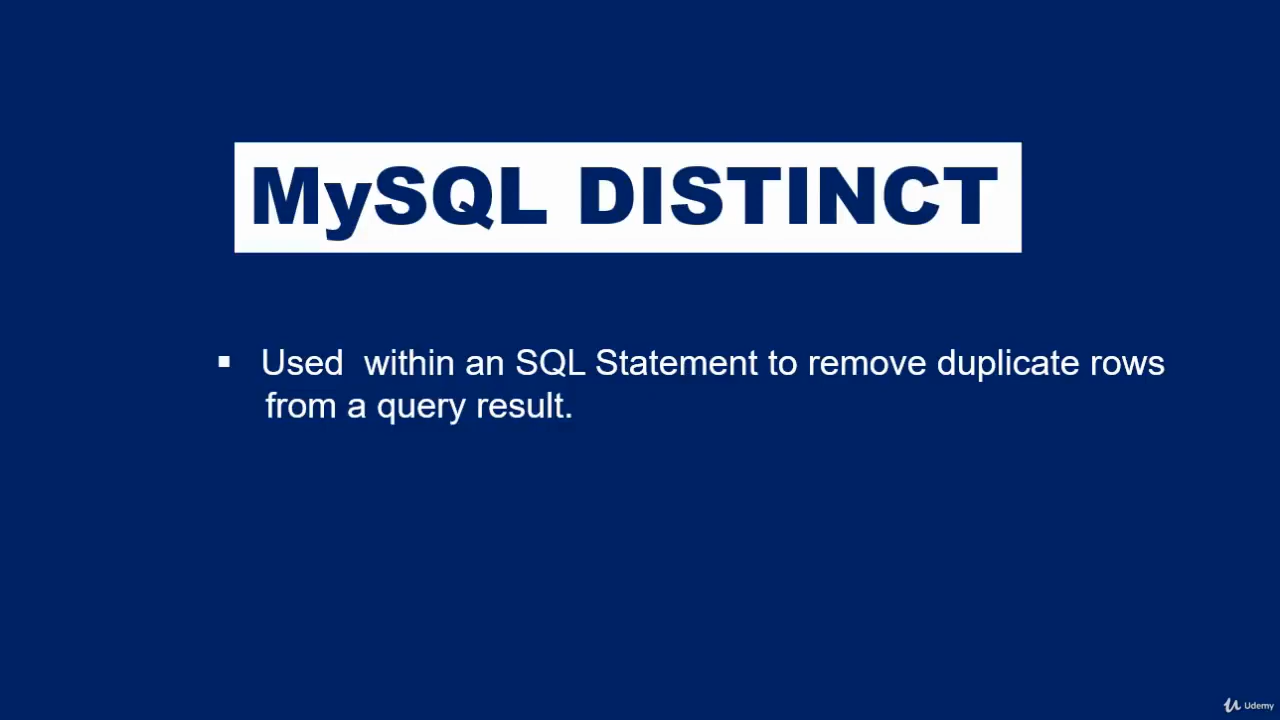 MySQL DISTINCT
▪ Used within an SQL Statement to remove duplicate rows
from a query result.
Udemy